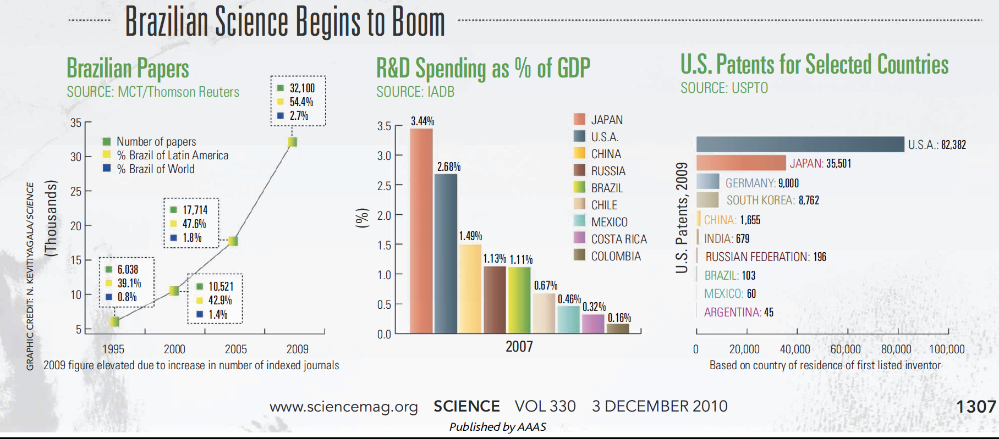 Brazilian Science Begins to Boom
Brazilian Papers
SOURCE: MCT/Thomson Reuters
35
30
25
20
15
10
5
(Thousands)
Number of papers
% Brazil of Latin America
% Brazil of World
6,038
39.1%
0.8%
10,521
42.9%
1.4%
17,714
47.6%
1.8%
32,100
54.4%
2.7%
1995 2000 2005 2009
2009 figure elevated due to increase in number of indexed journals
GRAPHIC CREDIT: N. KEVITIYAGALA/SCIENCE
R&D Spending as % of GDP
SOURCE: IADB
3.5
3.0
2.5
2.0
1.5
1.0
0.5
0.0
(%)
3.44%
2.68%
1.49%
1.13%
1.11%
0.67%
0.46%
0.32%
0.16%
2007
JAPAN
U.S.A.
CHINA
RUSSIA
BRAZIL
CHILE
MEXICO
COSTA RICA
COLOMBIA
U.S. Patents for Selected Countries
SOURCE: USPTO
U.S. Patents, 2009
U.S.A.: 82,382
JAPAN: 35,501
GERMANY: 9,000
SOUTH KOREA: 8,762
CHINA: 1,655
INDIA: 679
RUSSIAN FEDERATION: 196
BRAZIL: 103
MEXICO: 60
ARGENTINA: 45
0 20,000 40,000 60,000 80,000 100,000
Based on country of residence of first listed inventor
www.sciencemag.org SCIENCE VOL 330 3 DECEMBER 2010 1307
Published by AAAS